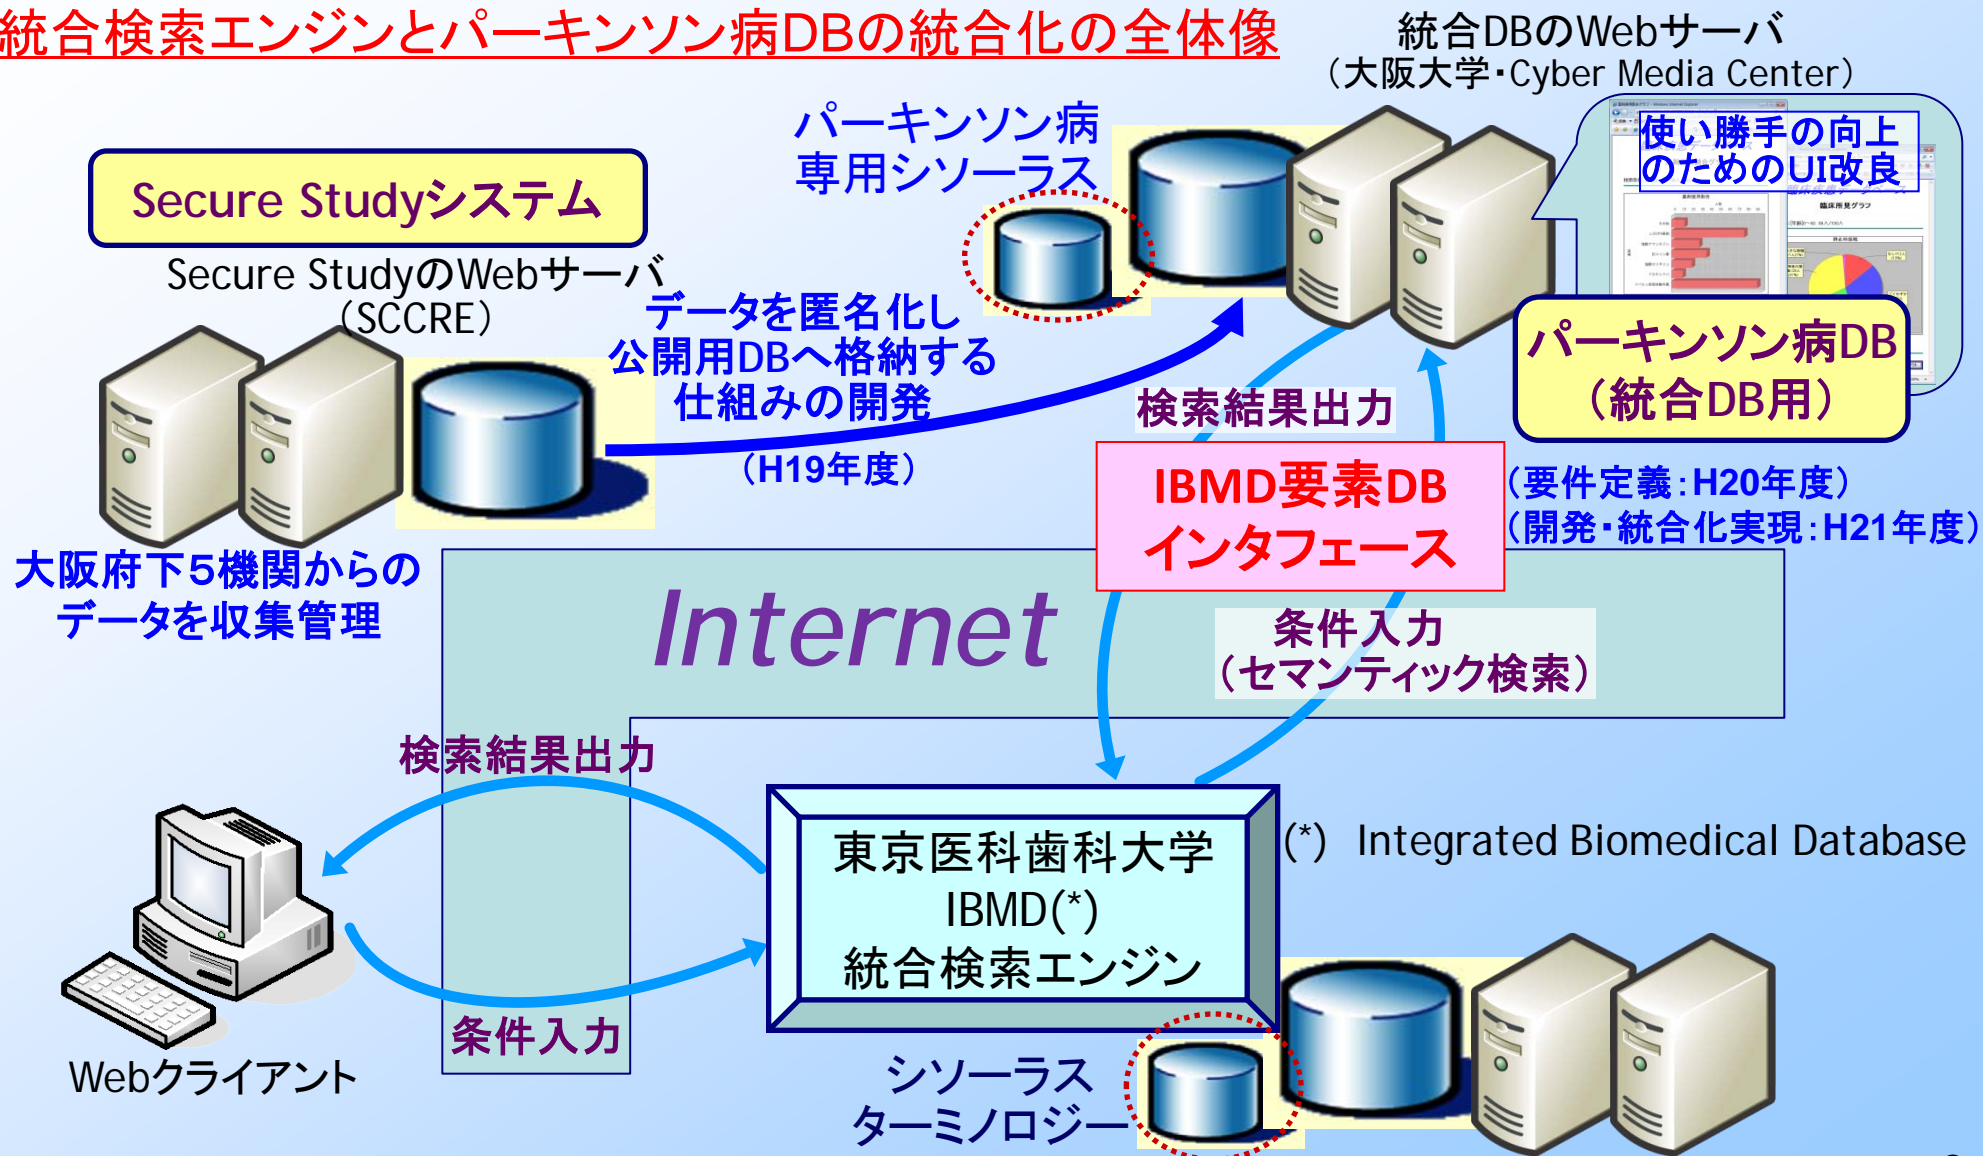 統合検索エンジンとパーキンソン病DBの統合化の全体像
統合DBのWebサーバ
（大阪大学・Cyber Media Center）
パーキンソン病
専用シソーラス
使い勝手の向上
のためのUI改良
臨床所見グラフ
Secure Studyシステム
Secure StudyのWebサーバ
（SCCRE）
データを匿名化し
公開用DBへ格納する
仕組みの開発
（H19年度）
パーキンソン病DB
（統合DB用）
検索結果出力
IBMD要素DB
インタフェース
（要件定義：H20年度）
（開発・統合化実現：H21年度）
大阪府下５機関からの
データを収集管理
Internet
条件入力
（セマンティック検索）
検索結果出力
東京医科歯科大学
IBMD(*)
統合検索エンジン
(*) Integrated Biomedical Database
条件入力
Webクライアント
シソーラス
ターミノロジー